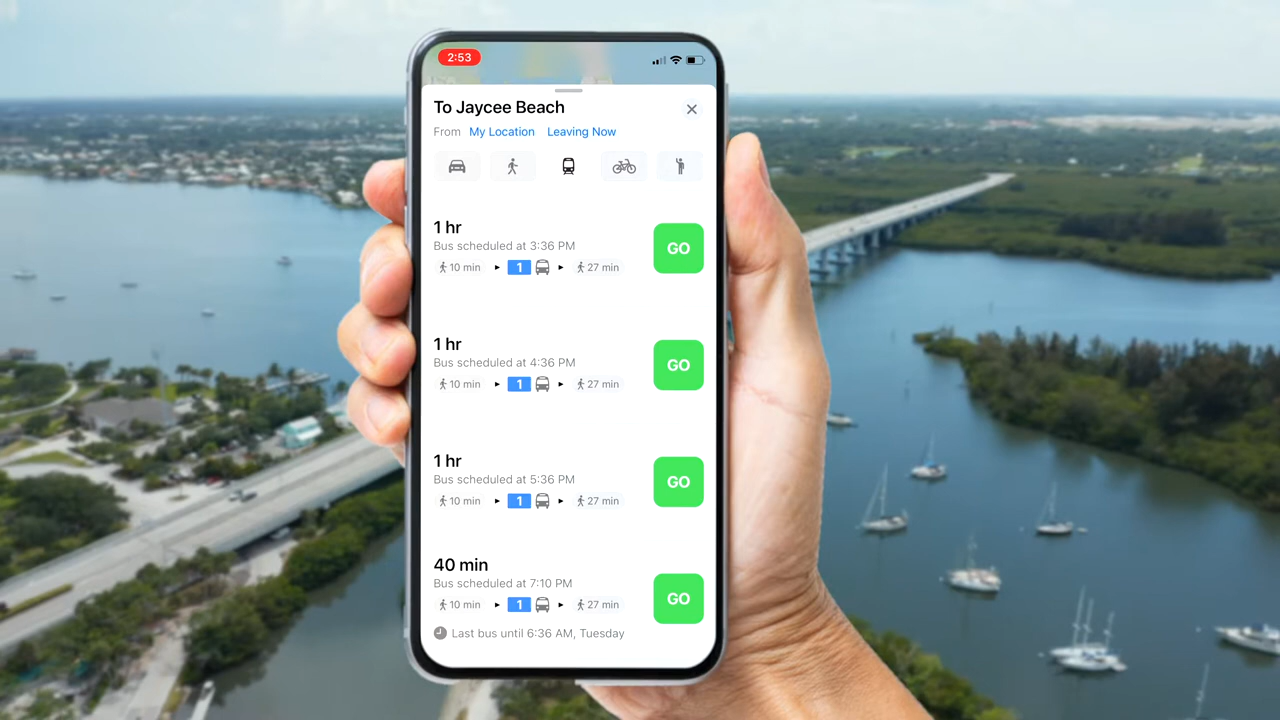 2:53
To Jaycee Beach
From My Location Leaving Now
1 hr
Bus scheduled at 3:36 PM
10 min ▸ 1 ▸ 27 min
GO
1 hr
Bus scheduled at 4:36 PM
10 min ▸ 1 ▸ 27 min
GO
1 hr
Bus scheduled at 5:36 PM
10 min ▸ 1 ▸ 27 min
GO
40 min
Bus scheduled at 7:10 PM
10 min ▸ 1 ▸ 27 min
GO
Last bus until 6:36 AM, Tuesday